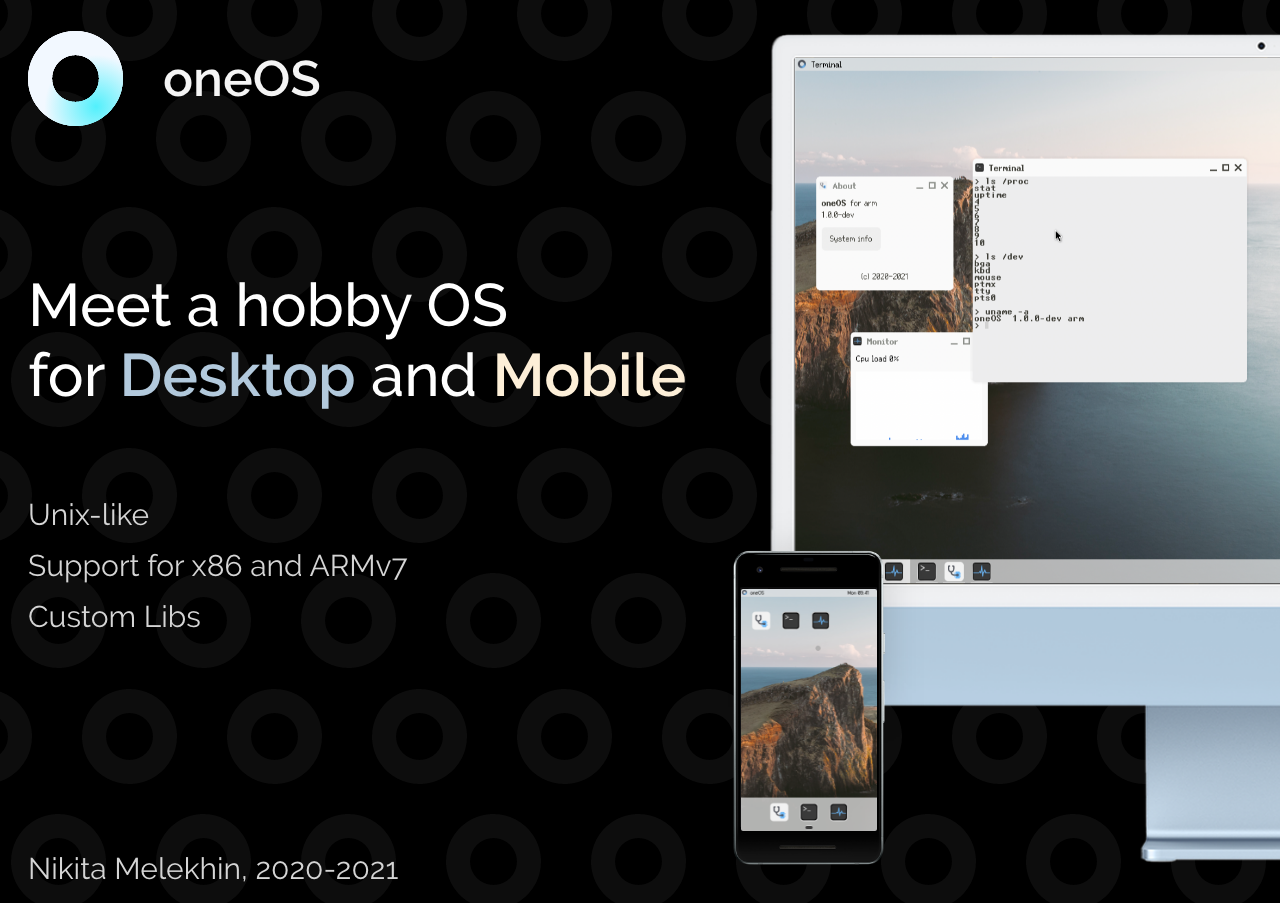 oneOS
Meet a hobby OS
for Desktop and Mobile
Unix-like
Support for x86 and ARMv7
Custom Libs
Nikita Melekhin, 2020-2021
Terminal
About
oneOS for arm
1.0.0-dev
System info
(c) 2020-2021
Terminal
> ls /proc
stat
uptime
4
5
6
7
8
9
10
> ls /dev
bga
kbd
mouse
ptmx
tty
pts0
> uname -a
oneOS 1.0.0-dev arm
>
Monitor
Cpu load 0%
oneOS
Mon 09:41